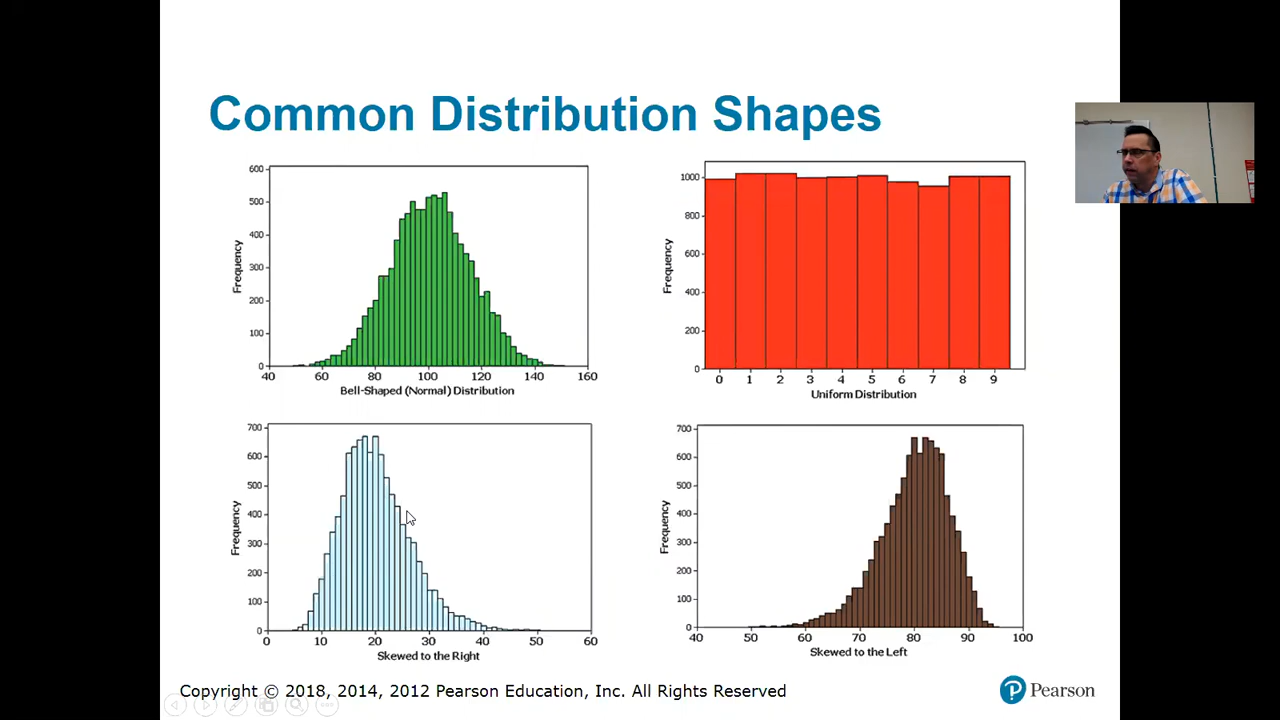 Common Distribution Shapes
600
500
400
300
200
100
0
Frequency
40 60 80 100 120 140 160
Bell-Shaped (Normal) Distribution
1000
800
600
400
200
0
Frequency
0 1 2 3 4 5 6 7 8 9
Uniform Distribution
700
600
500
400
300
200
100
0
Frequency
0 10 20 30 40 50 60
Skewed to the Right
700
600
500
400
300
200
100
0
Frequency
40 50 60 70 80 90 100
Skewed to the Left
Copyright © 2018, 2014, 2012 Pearson Education, Inc. All Rights Reserved
P Pearson